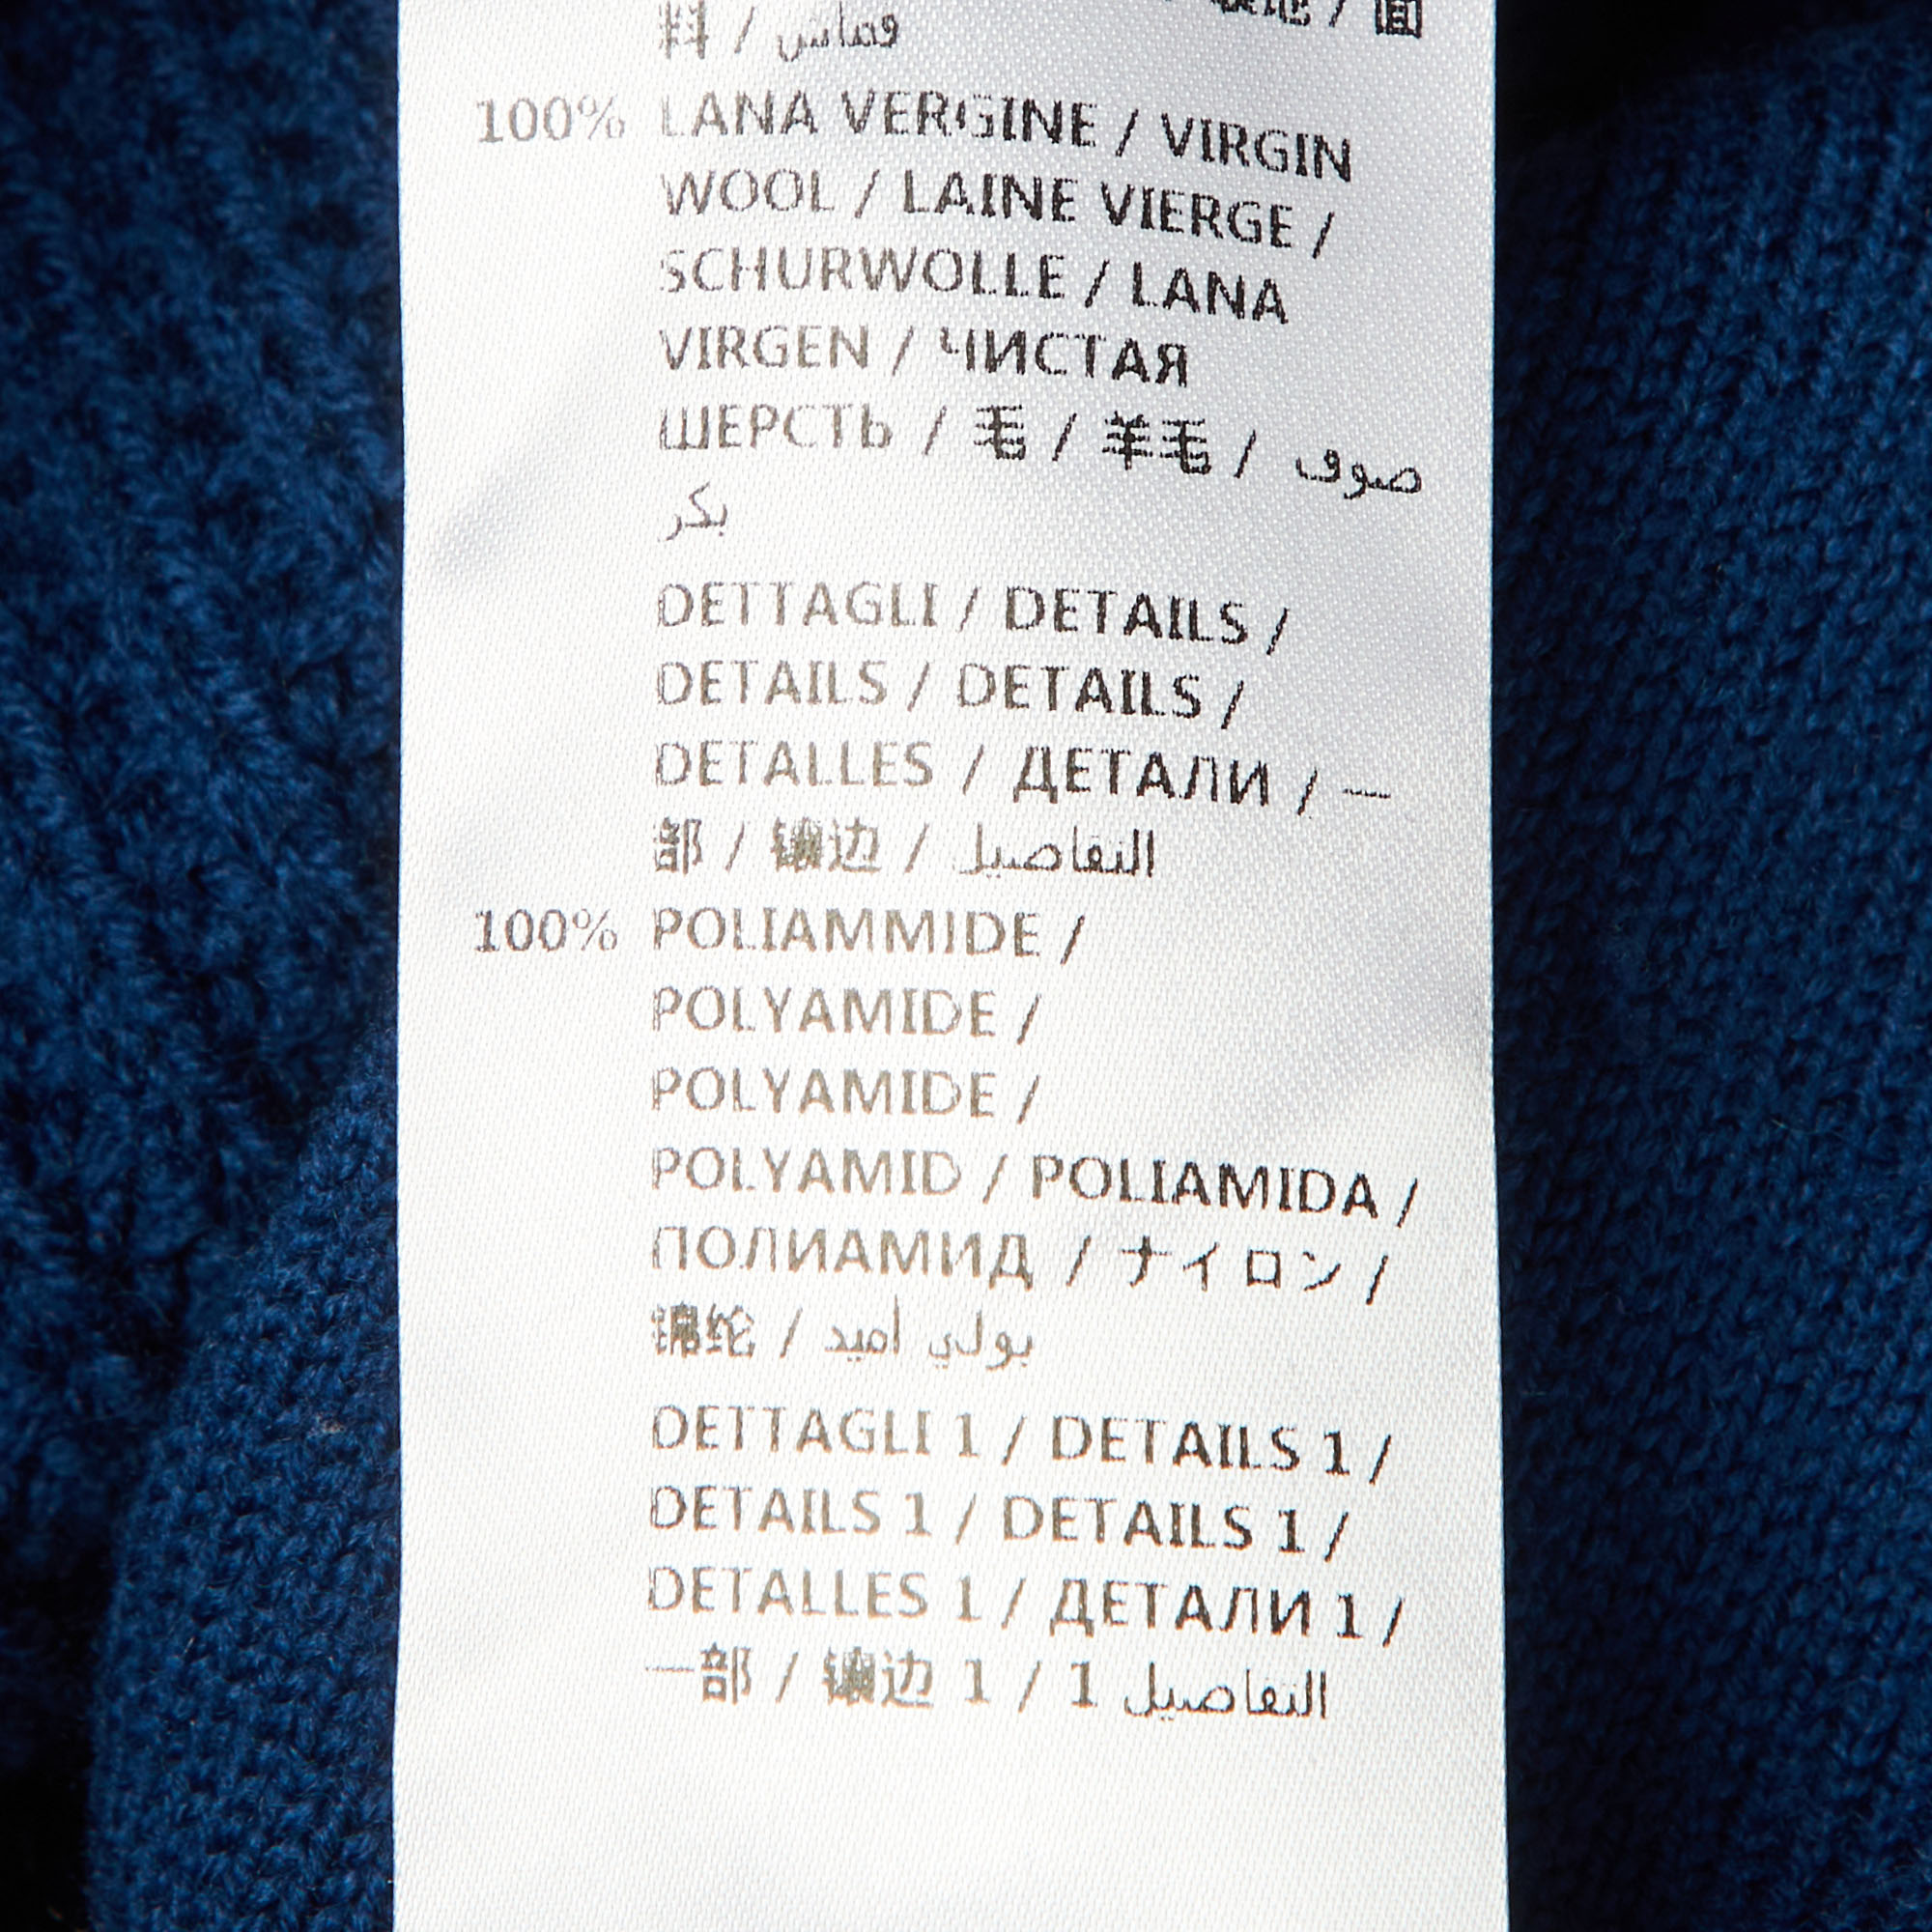 表地 / 面
料 / قماش
100% LANA VERGINE / VIRGIN
WOOL / LAINE VIERGE /
SCHURWOLLE / LANA
VIRGEN / ЧИСТАЯ
ШЕРСТЬ / 毛 / 羊毛 / صوف
بكر
DETTAGLI / DETAILS /
DETAILS / DETAILS /
DETALLES / ДЕТАЛИ / 一
部 / 镶边 / التفاصيل
100% POLIAMMIDE /
POLYAMIDE /
POLYAMIDE /
POLYAMID / POLIAMIDA /
ПОЛИАМИД / ナイロン /
锦纶 / بولي أميد
DETTAGLI 1 / DETAILS 1 /
DETAILS 1 / DETAILS 1 /
DETALLES 1 / ДЕТАЛИ 1 /
一部 / 镶边 1 / 1 التفاصيل